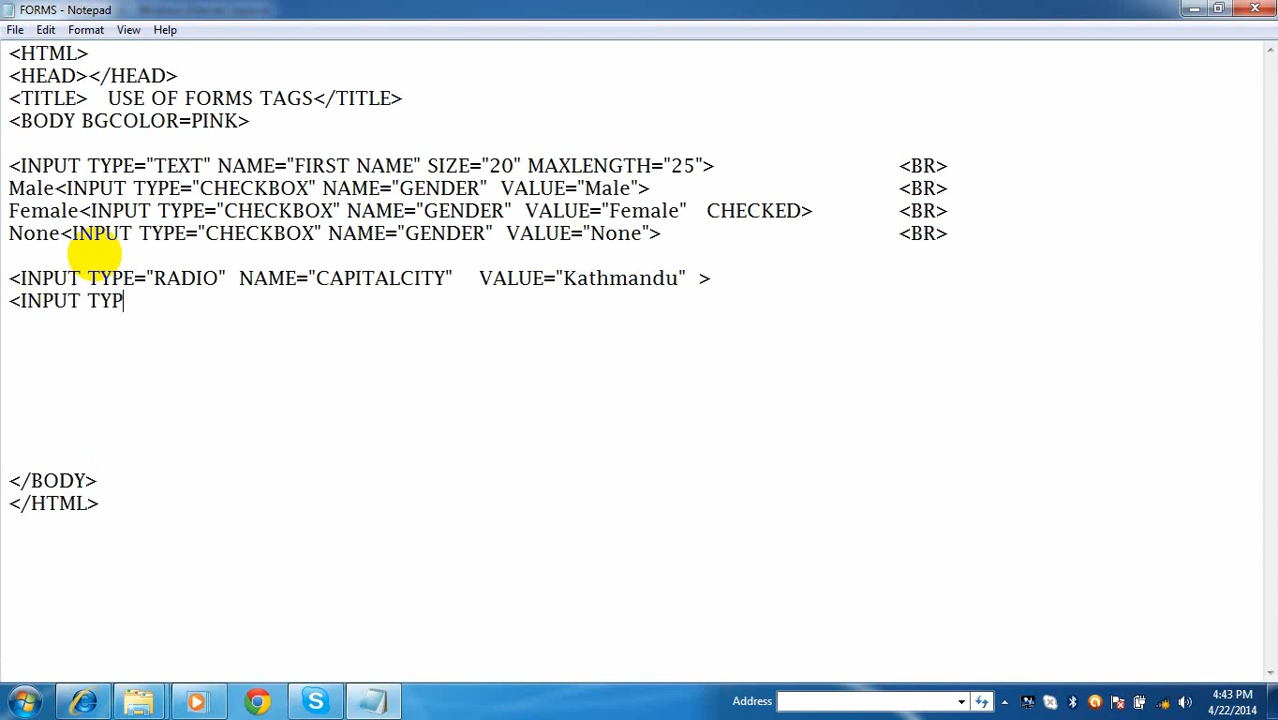 FORMS - Notepad
File Edit Format View Help
<HTML>
<HEAD></HEAD>
<TITLE> USE OF FORMS TAGS</TITLE>
<BODY BGCOLOR=PINK>
<INPUT TYPE="TEXT" NAME="FIRST NAME" SIZE="20" MAXLENGTH="25"> <BR>
Male<INPUT TYPE="CHECKBOX" NAME="GENDER" VALUE="Male"> <BR>
Female<INPUT TYPE="CHECKBOX" NAME="GENDER" VALUE="Female" CHECKED> <BR>
None<INPUT TYPE="CHECKBOX" NAME="GENDER" VALUE="None"> <BR>
<INPUT TYPE="RADIO" NAME="CAPITALCITY" VALUE="Kathmandu" >
<INPUT TYP
</BODY>
</HTML>
Address
4:43 PM
4/22/2014